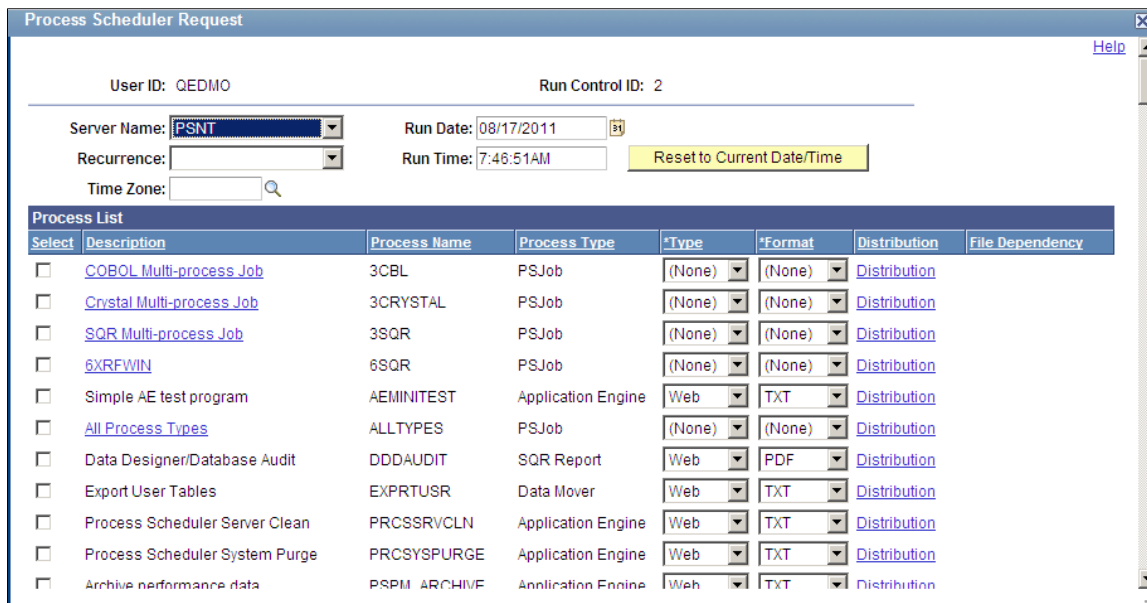 Process Scheduler Request
Help
User ID: QEDMO Run Control ID: 2
Server Name: PSNT Run Date: 08/17/2011 31
Recurrence: Run Time: 7:46:51AM Reset to Current Date/Time
Time Zone:
Process List
Select Description Process Name Process Type *Type *Format Distribution File Dependency
COBOL Multi-process Job 3CBL PSJob (None) (None) Distribution
Crystal Multi-process Job 3CRYSTAL PSJob (None) (None) Distribution
SQR Multi-process Job 3SQR PSJob (None) (None) Distribution
6XRFWIN 6SQR PSJob (None) (None) Distribution
Simple AE test program AEMINITEST Application Engine Web TXT Distribution
All Process Types ALLTYPES PSJob (None) (None) Distribution
Data Designer/Database Audit DDDAUDIT SQR Report Web PDF Distribution
Export User Tables EXPRTUSR Data Mover Web TXT Distribution
Process Scheduler Server Clean PRCSSRVCLN Application Engine Web TXT Distribution
Process Scheduler System Purge PRCSYSPURGE Application Engine Web TXT Distribution
Archive performance data PSPM_ARCHIVE Application Engine Web TXT Distribution